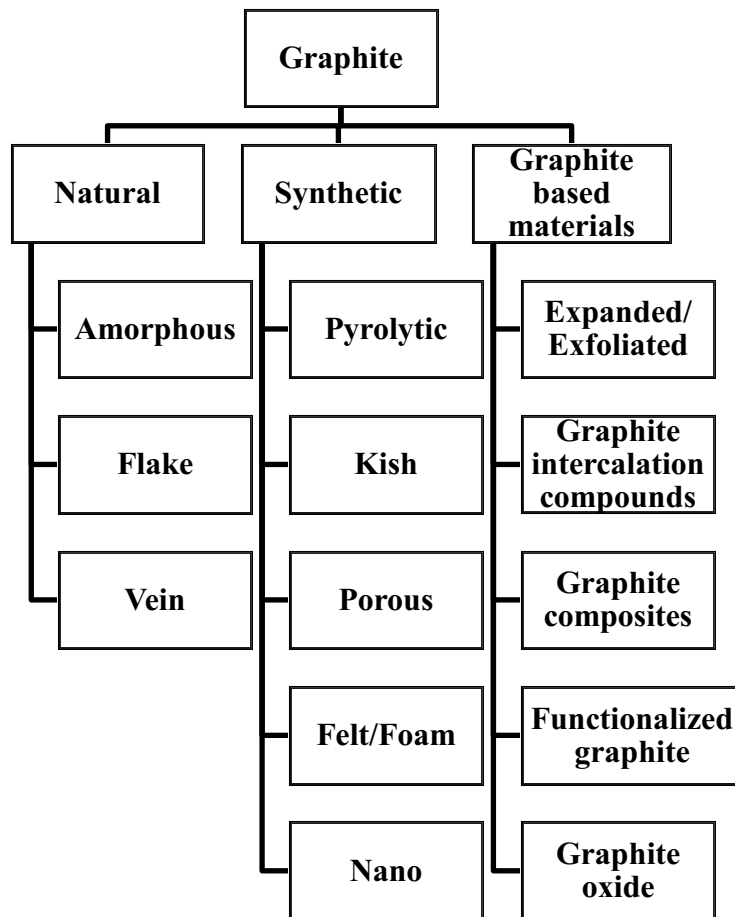 Graphite
Natural
Synthetic
Graphite
based
materials
Amorphous
Flake
Vein
Pyrolytic
Kish
Porous
Felt/Foam
Nano
Expanded/
Exfoliated
Graphite
intercalation
compounds
Graphite
composites
Functionalized
graphite
Graphite
oxide